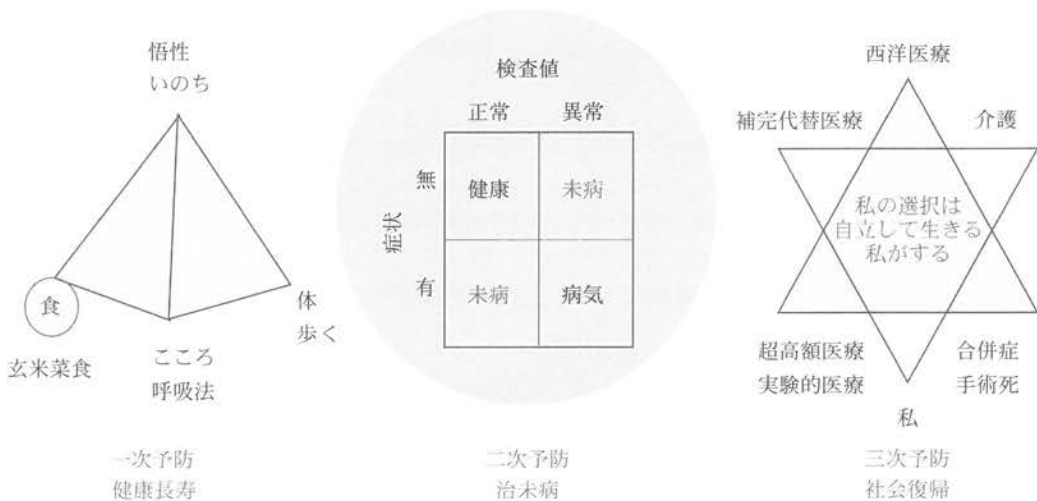 悟性
いのち
食
玄米菜食
こころ
呼吸法
体
歩く
一次予防
健康長寿
検査値
正常 異常
症状
無
健康 未病
有
未病 病気
二次予防
治未病
西洋医療
補完代替医療 介護
私の選択は
自立して生きる
私がする
超高額医療
実験的医療
合併症
手術死
私
三次予防
社会復帰